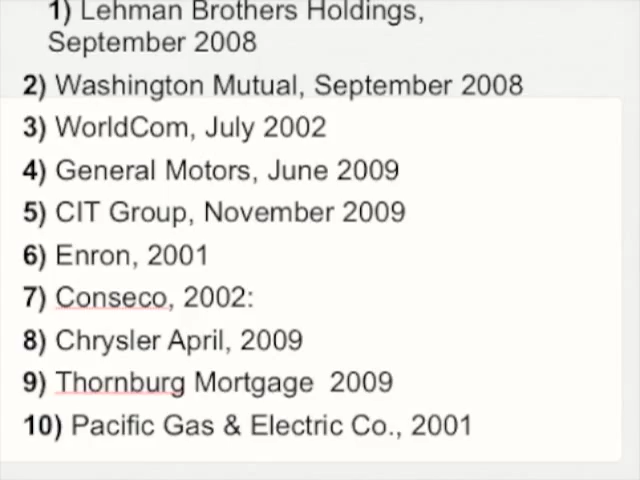 1) Lehman Brothers Holdings,
September 2008
2) Washington Mutual, September 2008
3) WorldCom, July 2002
4) General Motors, June 2009
5) CIT Group, November 2009
6) Enron, 2001
7) Conseco, 2002:
8) Chrysler April, 2009
9) Thornburg Mortgage  2009
10) Pacific Gas & Electric Co., 2001